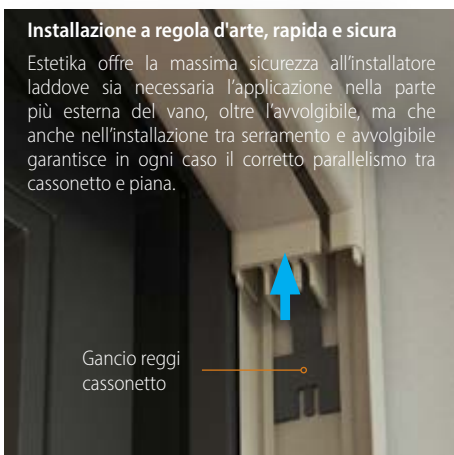 Installazione a regola d'arte, rapida e sicura
Estetika offre la massima sicurezza all’installatore
laddove sia necessaria l’applicazione nella parte
più esterna del vano, oltre l’avvolgibile, ma che
anche nell’installazione tra serramento e avvolgibile
garantisce in ogni caso il corretto parallelismo tra
cassonetto e piana.
Gancio reggi
cassonetto